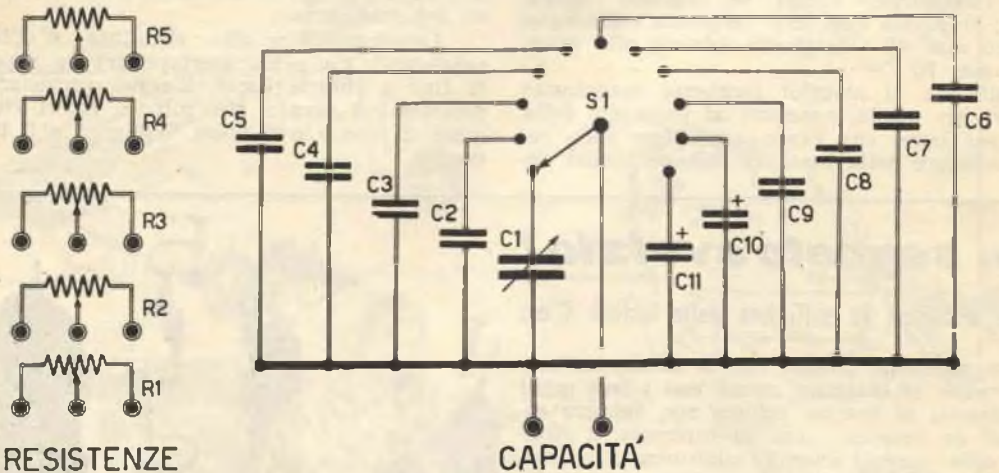 R5
R4
R3
R2
R1
RESISTENZE
C5
C4
C3
C2
C1
S1
C6
C7
C8
C9
+
C10
+
C11
CAPACITÁ